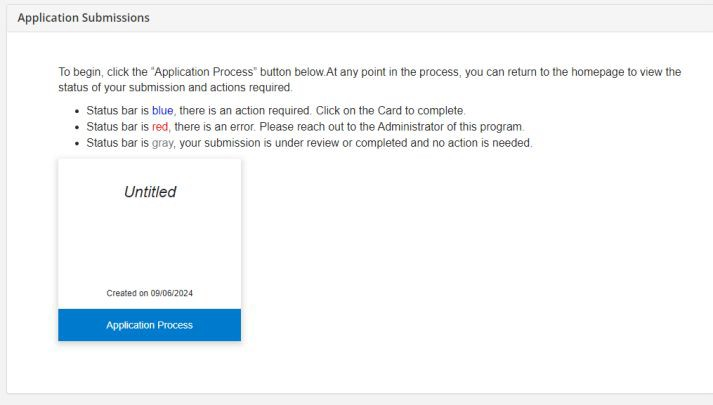 Application Submissions
To begin, click the "Application Process" button below.At any point in the process, you can return to the homepage to view the
status of your submission and actions required.
• Status bar is blue, there is an action required. Click on the Card to complete.
• Status bar is red, there is an error. Please reach out to the Administrator of this program.
• Status bar is gray, your submission is under review or completed and no action is needed.
Untitled
Created on 09/06/2024
Application Process